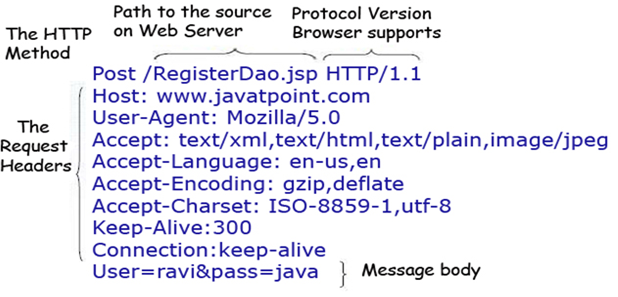 The HTTP
Method
Path to the source
on Web Server
Protocol Version
Browser supports
Post /RegisterDao.jsp HTTP/1.1
The
Request
Headers
Host: www.javatpoint.com
User-Agent: Mozilla/5.0
Accept: text/xml,text/html,text/plain,image/jpeg
Accept-Language: en-us,en
Accept-Encoding: gzip,deflate
Accept-Charset: ISO-8859-1,utf-8
Keep-Alive:300
Connection:keep-alive
User=ravi&pass=java
Message body